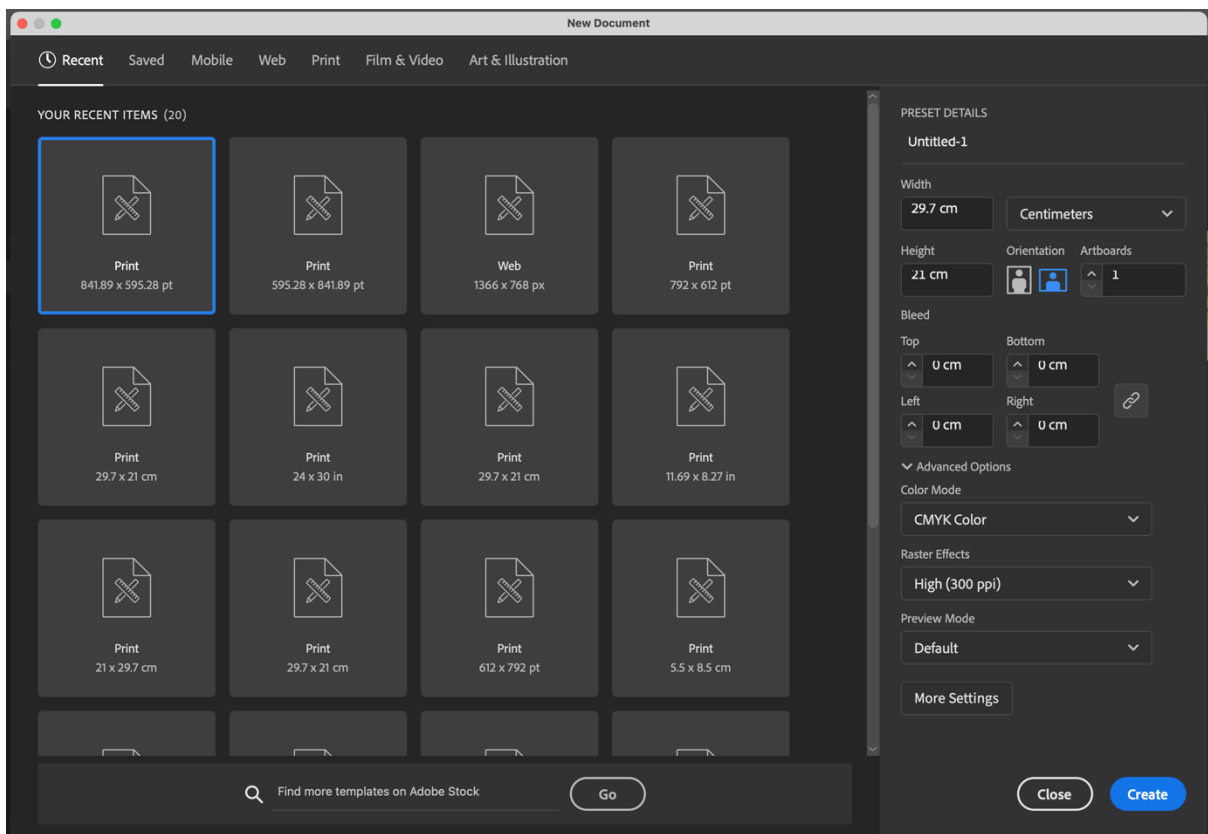 New Document
Recent Saved Mobile Web Print Film & Video Art & Illustration
YOUR RECENT ITEMS (20)
Print
841.89 x 595.28 pt
Print
595.28 x 841.89 pt
Web
1366 x 768 px
Print
792 x 612 pt
Print
29.7 x 21 cm
Print
24 x 30 in
Print
29.7 x 21 cm
Print
11.69 x 8.27 in
Print
21 x 29.7 cm
Print
29.7 x 21 cm
Print
612 x 792 pt
Print
5.5 x 8.5 cm
Find more templates on Adobe Stock
Go
PRESET DETAILS
Untitled-1
Width
29.7 cm
Centimeters
Height Orientation Artboards
21 cm
1
Bleed
Top Bottom
0 cm 0 cm
Left Right
0 cm 0 cm
Advanced Options
Color Mode
CMYK Color
Raster Effects
High (300 ppi)
Preview Mode
Default
More Settings
Close Create